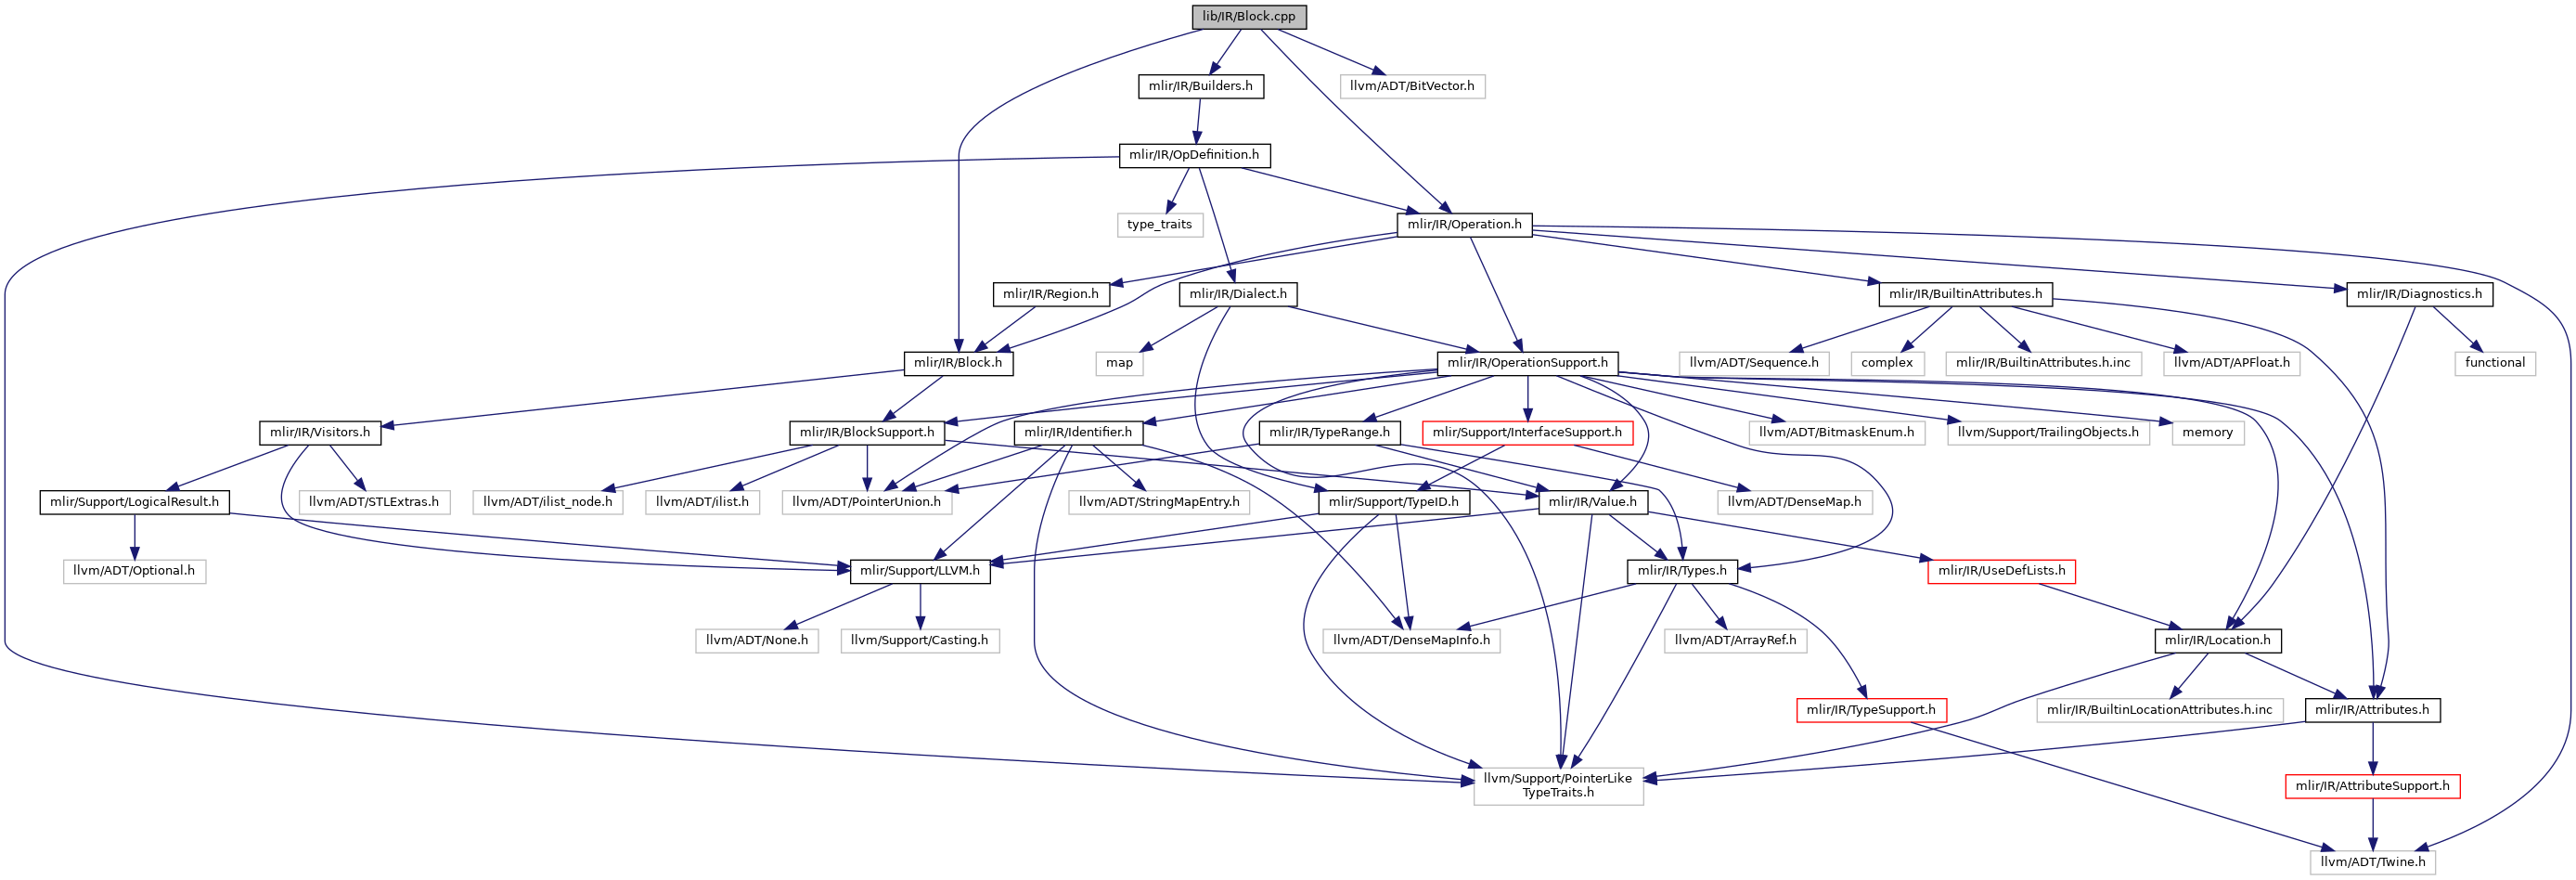 lib/IR/Block.cpp
mlir/IR/Builders.h
llvm/ADT/BitVector.h
mlir/IR/OpDefinition.h
type_traits
mlir/IR/Operation.h
mlir/IR/Region.h
mlir/IR/Dialect.h
mlir/IR/BuiltinAttributes.h
mlir/IR/Diagnostics.h
mlir/IR/Block.h
map
mlir/IR/OperationSupport.h
llvm/ADT/Sequence.h
complex
mlir/IR/BuiltinAttributes.h.inc
llvm/ADT/APFloat.h
functional
mlir/IR/Visitors.h
mlir/IR/BlockSupport.h
mlir/IR/Identifier.h
mlir/IR/TypeRange.h
mlir/Support/InterfaceSupport.h
llvm/ADT/BitmaskEnum.h
llvm/Support/TrailingObjects.h
memory
mlir/Support/LogicalResult.h
llvm/ADT/STLExtras.h
llvm/ADT/ilist_node.h
llvm/ADT/ilist.h
llvm/ADT/PointerUnion.h
llvm/ADT/StringMapEntry.h
mlir/Support/TypeID.h
mlir/IR/Value.h
llvm/ADT/DenseMap.h
llvm/ADT/Optional.h
mlir/Support/LLVM.h
mlir/IR/Types.h
mlir/IR/UseDefLists.h
llvm/ADT/None.h
llvm/Support/Casting.h
llvm/ADT/DenseMapInfo.h
llvm/ADT/ArrayRef.h
mlir/IR/Location.h
mlir/IR/TypeSupport.h
mlir/IR/BuiltinLocationAttributes.h.inc
mlir/IR/Attributes.h
llvm/Support/PointerLike
TypeTraits.h
mlir/IR/AttributeSupport.h
llvm/ADT/Twine.h